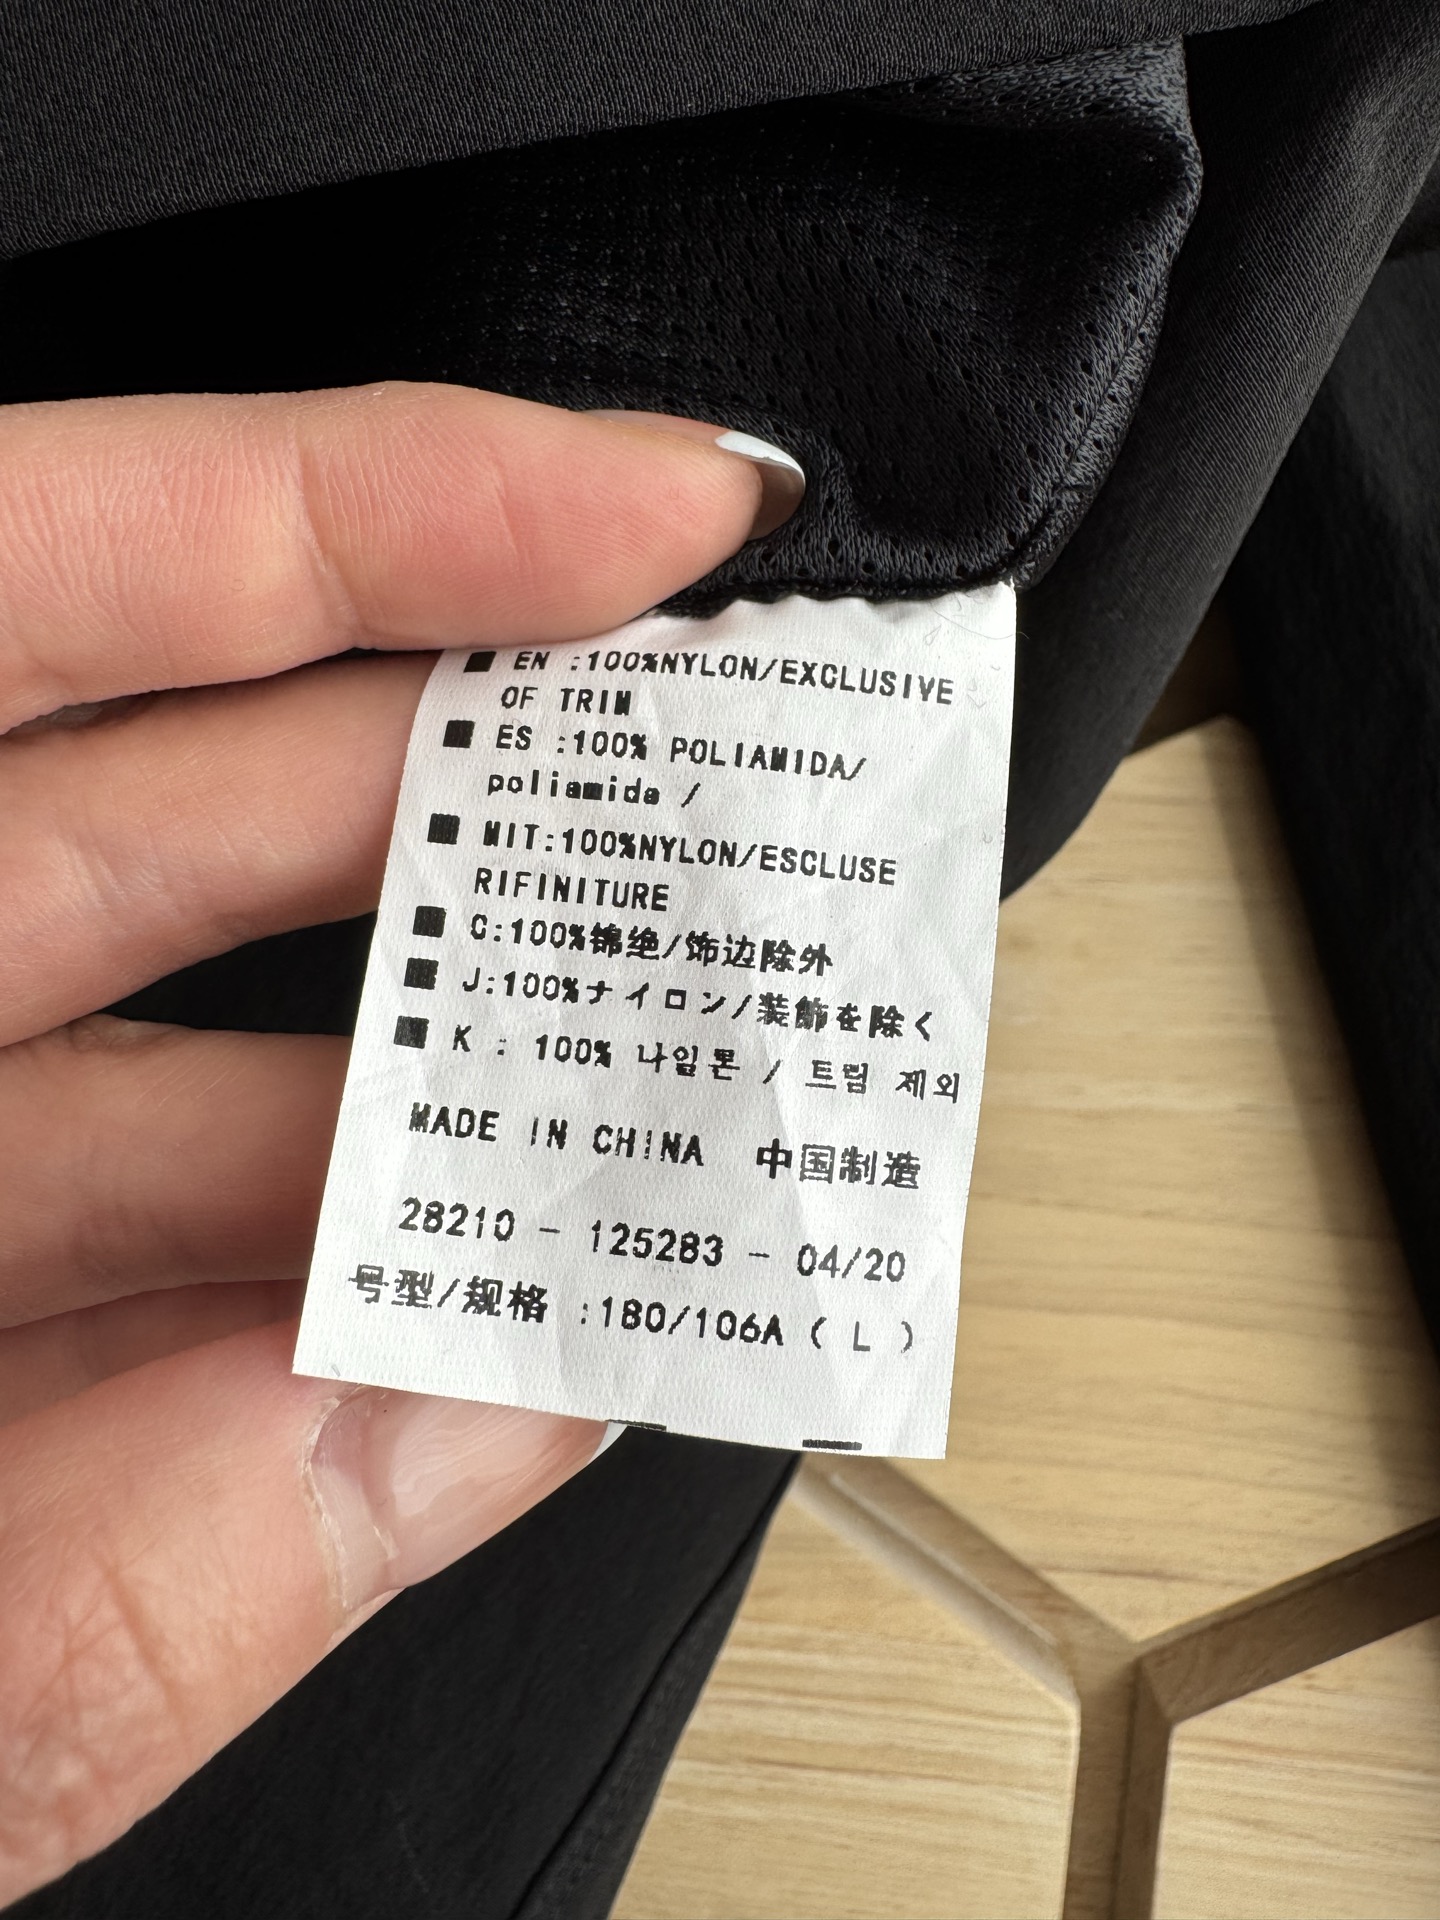 ■ EN :100%NYLON/EXCLUSIVE
OF TRIM
■ ES :100% POLIAMIDA/
poliamida /
■ MIT:100%NYLON/ESCLUSE
RIFINITURE
■ C:100%锦绝/饰边除外
■ J:100%ナイロン/装飾を除く
■ K : 100% 나일론 / 트림 제외
MADE IN CHINA 中国制造
28210 - 125283 - 04/20
号型/规格 :180/106A ( L )